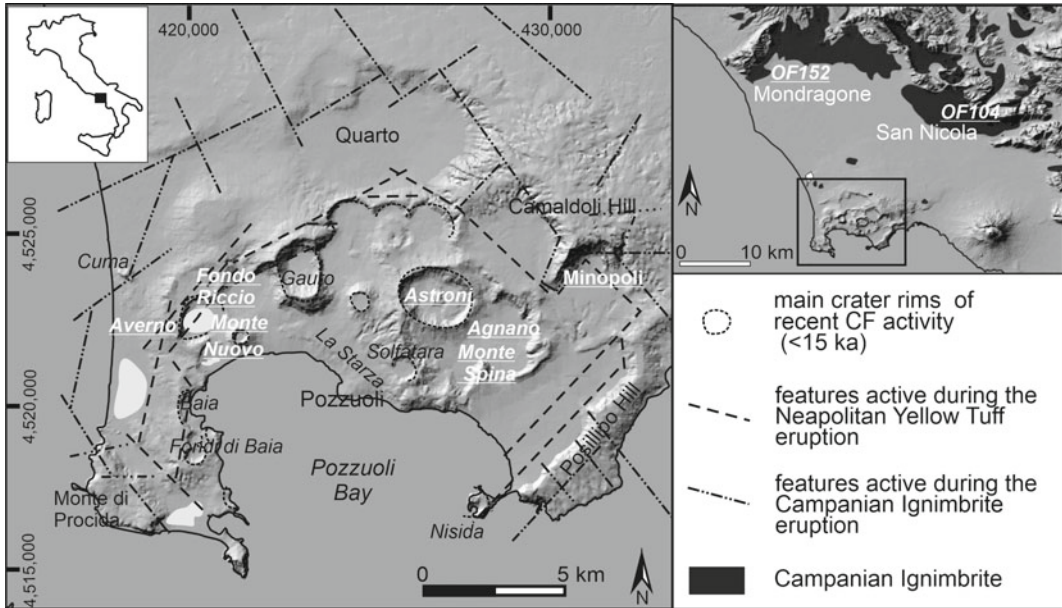 420,000
430,000
4,525,000
4,520,000
4,515,000
Quarto
Camaldoli Hill
Cuma
Fondo
Riccio
Gauro
Minopoli
Averno
Monte
Nuovo
Astroni
Agnano
Monte
Spina
La Starza
Solfatara
Pozzuoli
Baia
Fondi di Baia
Posillipo Hill
Pozzuoli
Bay
Monte di
Procida
Nisida
0
5 km
N
OF152
Mondragone
OF104
San Nicola
N
0
10 km
main crater rims of
recent CF activity
(<15 ka)
features active during the
Neapolitan Yellow Tuff
eruption
features active during the
Campanian Ignimbrite
eruption
Campanian Ignimbrite